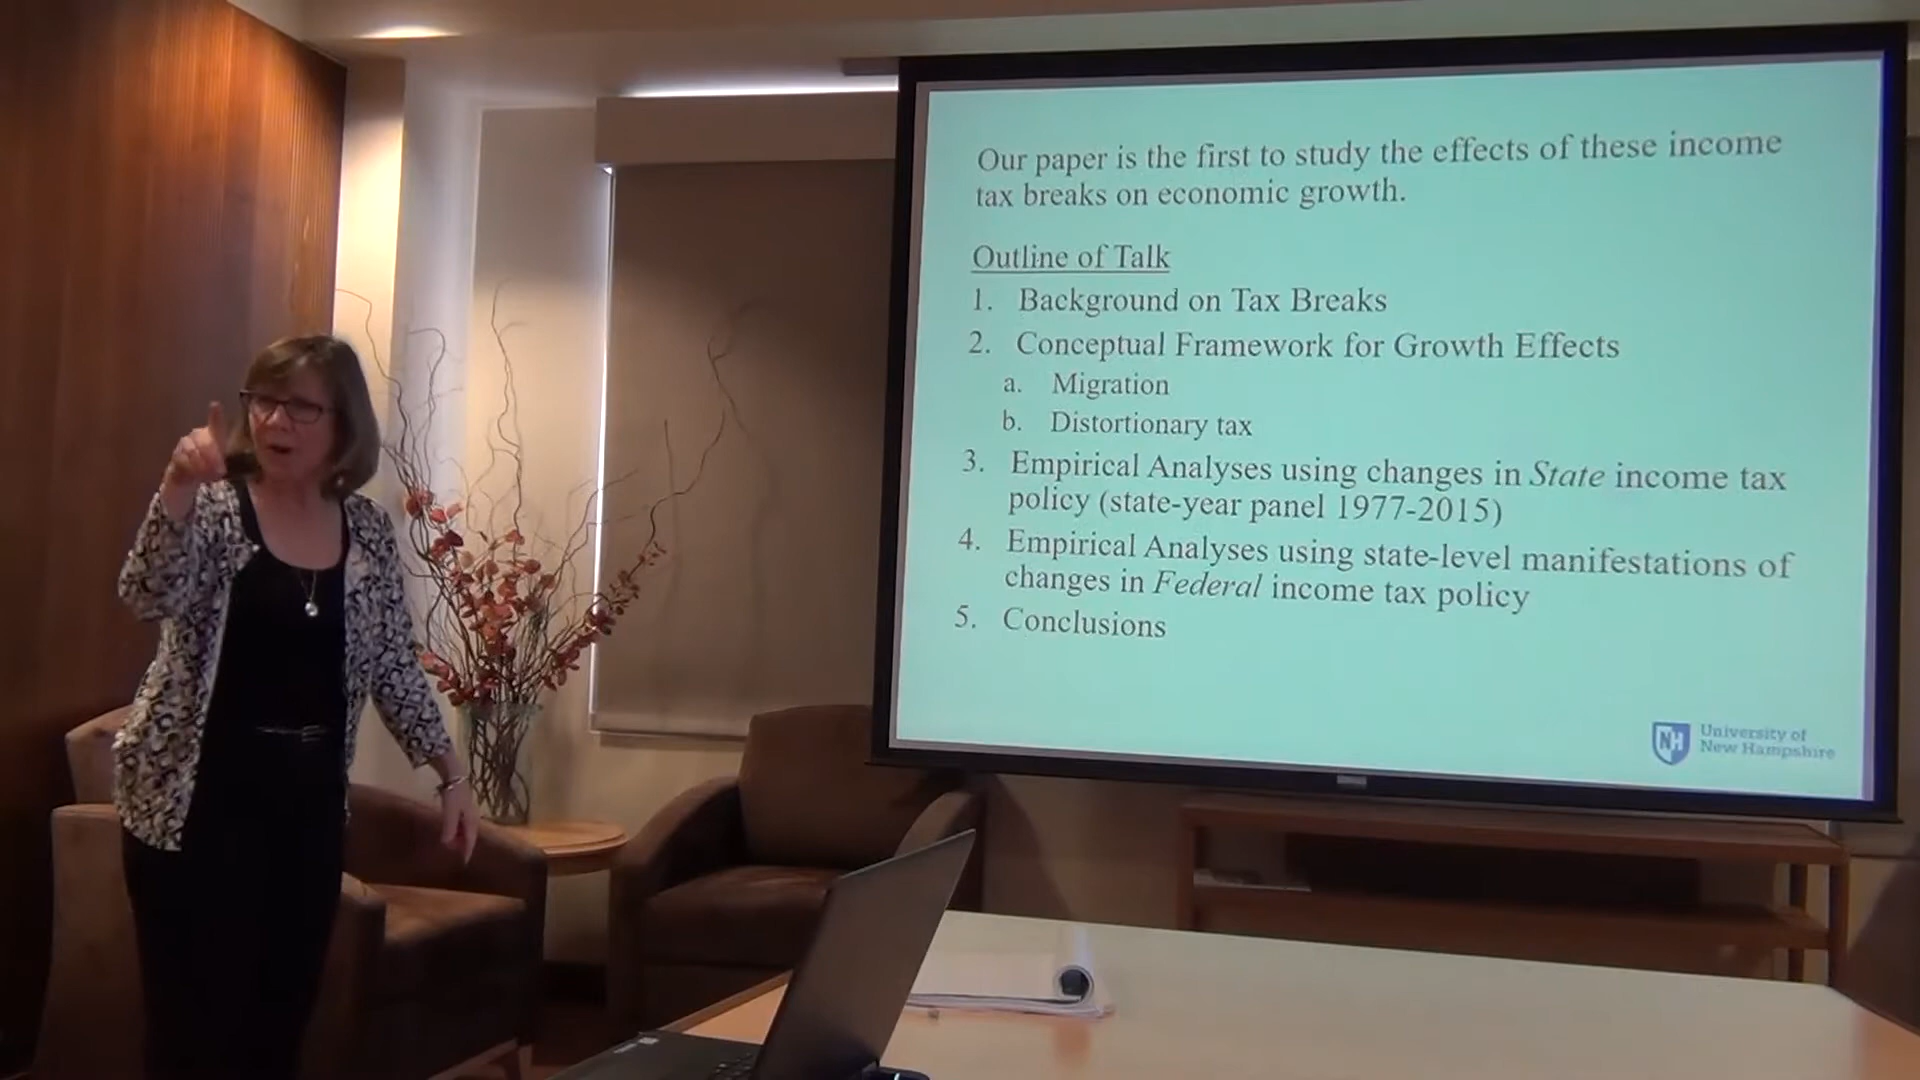 Our paper is the first to study the effects of these income
tax breaks on economic growth.
Outline of Talk
1. Background on Tax Breaks
2. Conceptual Framework for Growth Effects
a. Migration
b. Distortionary tax
3. Empirical Analyses using changes in State income tax
policy (state-year panel 1977-2015)
4. Empirical Analyses using state-level manifestations of
changes in Federal income tax policy
5. Conclusions
NH
University of
New Hampshire